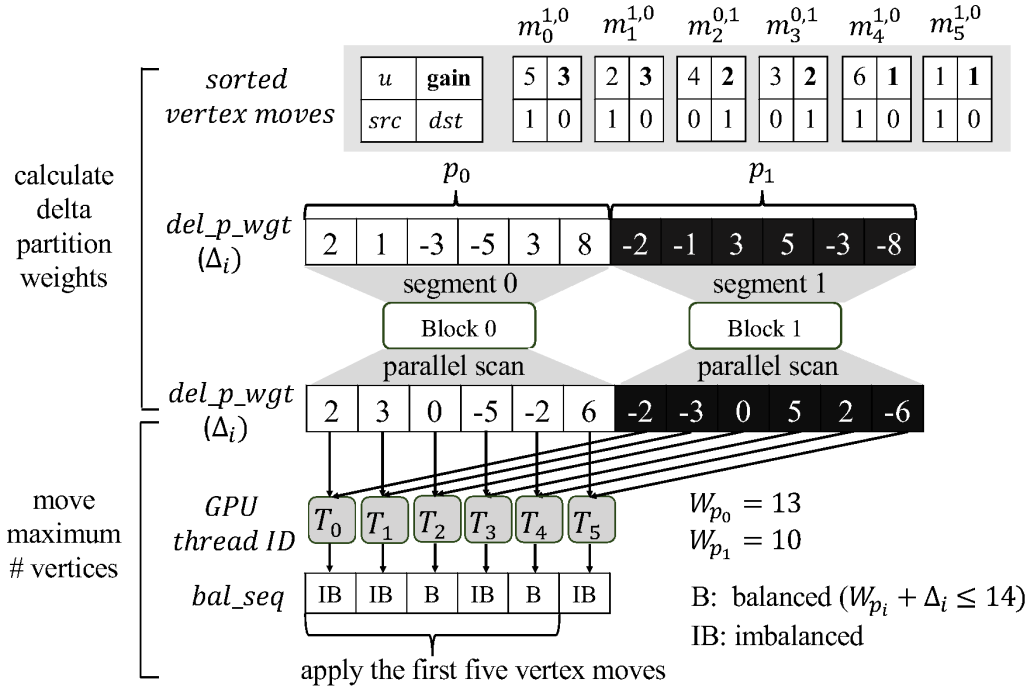 m_0^{1,0} m_1^{1,0} m_2^{0,1} m_3^{0,1} m_4^{1,0} m_5^{1,0}
sorted
vertex moves
u gain
src dst
5 3 2 3 4 2 3 2 6 1 1 1
1 0 1 0 0 1 0 1 1 0 1 0
calculate
delta
partition
weights
p_0 p_1
del_p_wgt
(Δ_i)
2 1 -3 -5 3 8 -2 -1 3 5 -3 -8
segment 0 segment 1
Block 0 Block 1
parallel scan parallel scan
del_p_wgt
(Δ_i)
2 3 0 -5 -2 6 -2 -3 0 5 2 -6
move
maximum
# vertices
GPU
thread ID
T_0 T_1 T_2 T_3 T_4 T_5
W_{p_0} = 13
W_{p_1} = 10
bal_seq
IB IB B IB B IB
B: balanced (W_{p_i} + Δ_i ≤ 14)
IB: imbalanced
apply the first five vertex moves